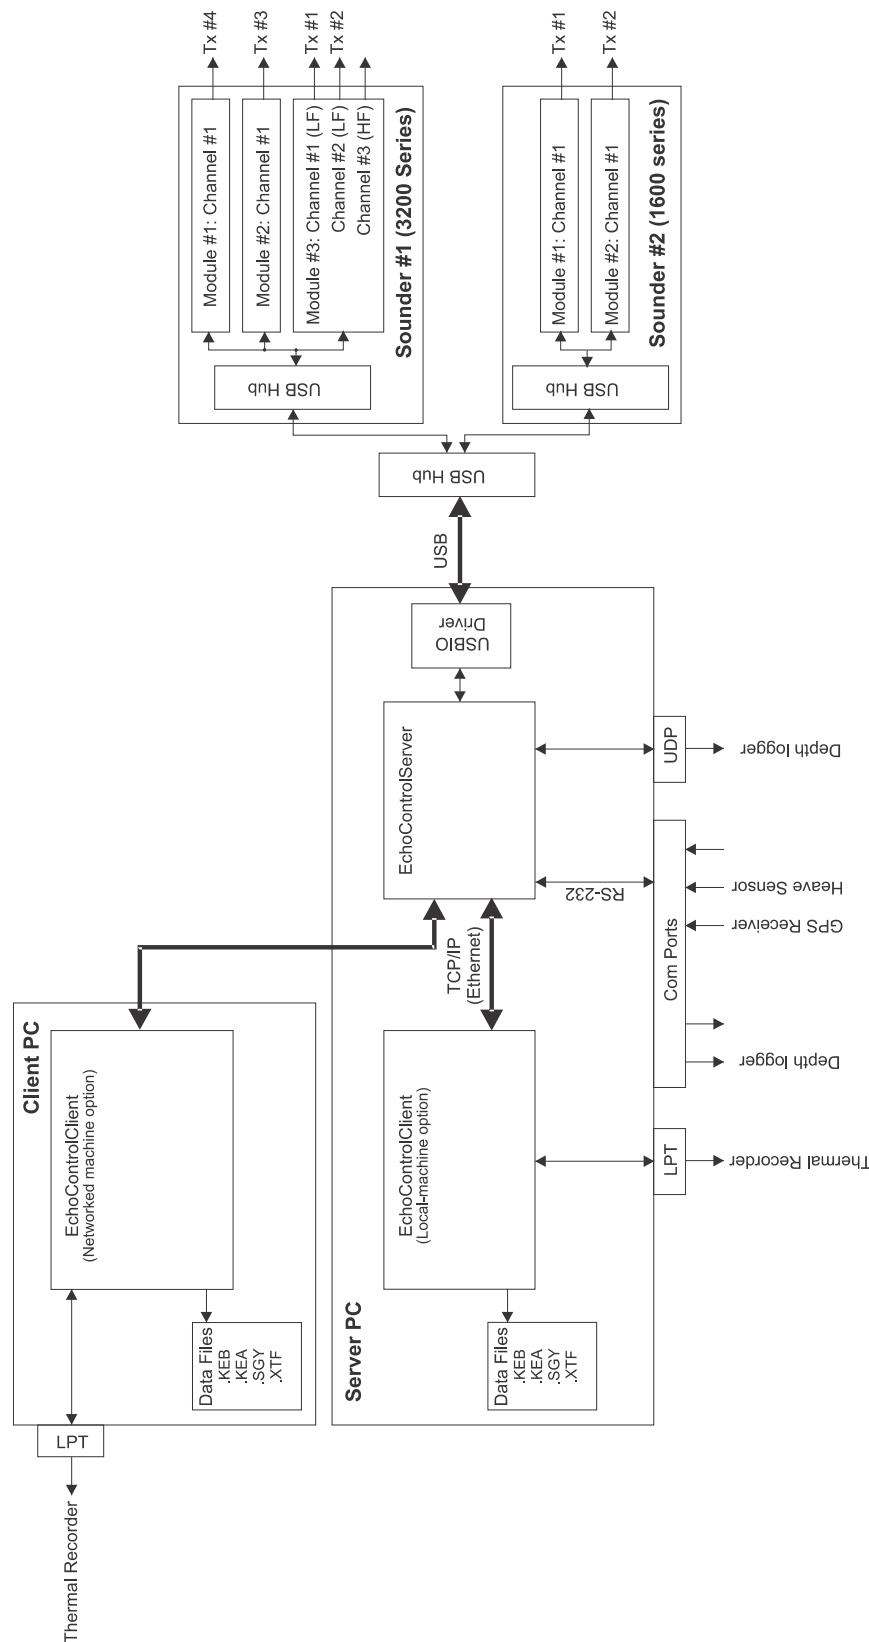 Tx #4
Tx #3
Tx #1
Tx #2
Module #1: Channel #1
Module #2: Channel #1
Module #3: Channel #1 (LF)
Channel #2 (LF)
Channel #3 (HF)
Sounder #1 (3200 Series)
USB Hub
Tx #1
Tx #2
Module #1: Channel #1
Module #2: Channel #1
Sounder #2 (1600 series)
USB Hub
USB Hub
USB
USBIO
Driver
EchoControlServer
UDP
Depth logger
RS-232
Com Ports
Heave Sensor
GPS Receiver
Depth logger
TCP/IP
(Ethernet)
Client PC
EchoControlClient
(Networked machine option)
Data Files
.KEB
.KEA
.SGY
.XTF
LPT
Thermal Recorder
Server PC
EchoControlClient
(Local-machine option)
Data Files
.KEB
.KEA
.SGY
.XTF
LPT
Thermal Recorder